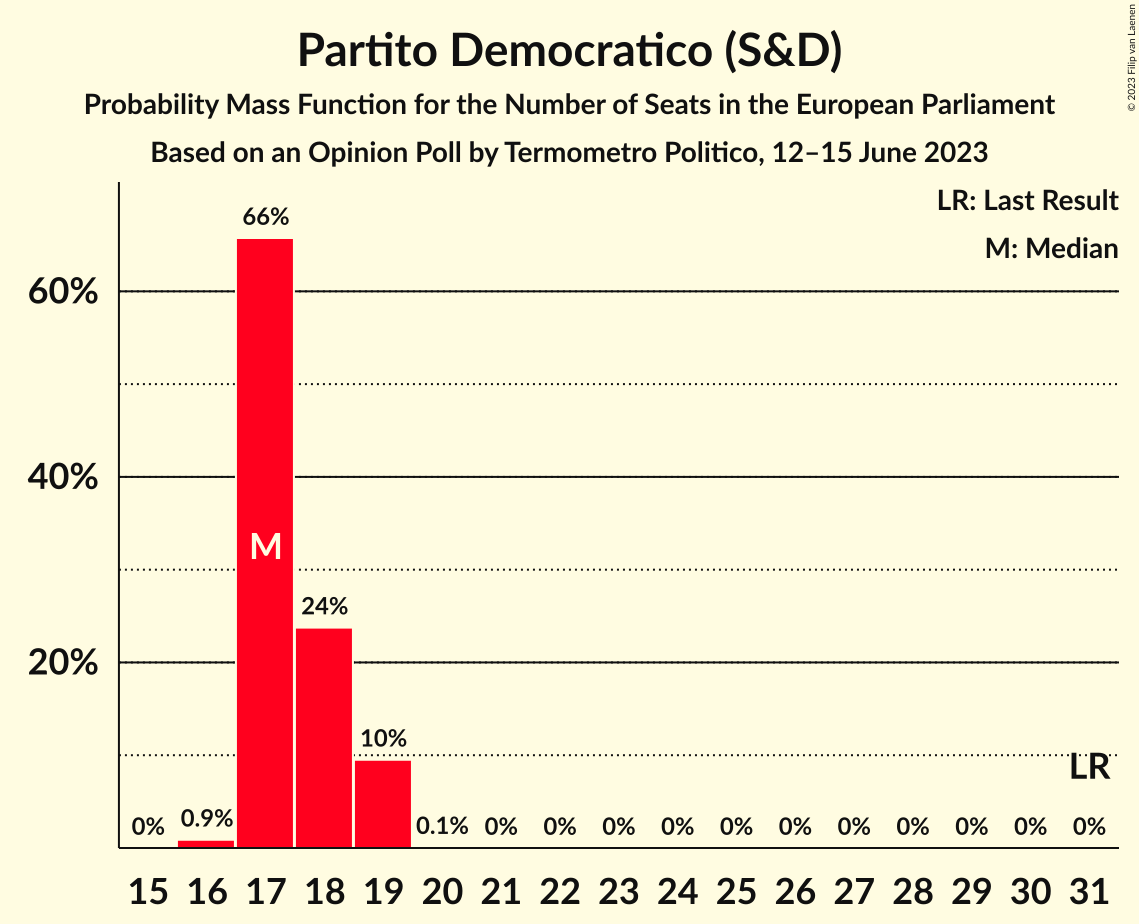 Partito Democratico (S&D)
Probability Mass Function for the Number of Seats in the European Parliament
Based on an Opinion Poll by Termometro Politico, 12–15 June 2023
© 2023 Filip van Laenen
LR: Last Result
M: Median
60%
40%
20%
0% 0.9% 66% 24% 10% 0.1% 0% 0% 0% 0% 0% 0% 0% 0% 0% 0% 0%
M
LR
15 16 17 18 19 20 21 22 23 24 25 26 27 28 29 30 31